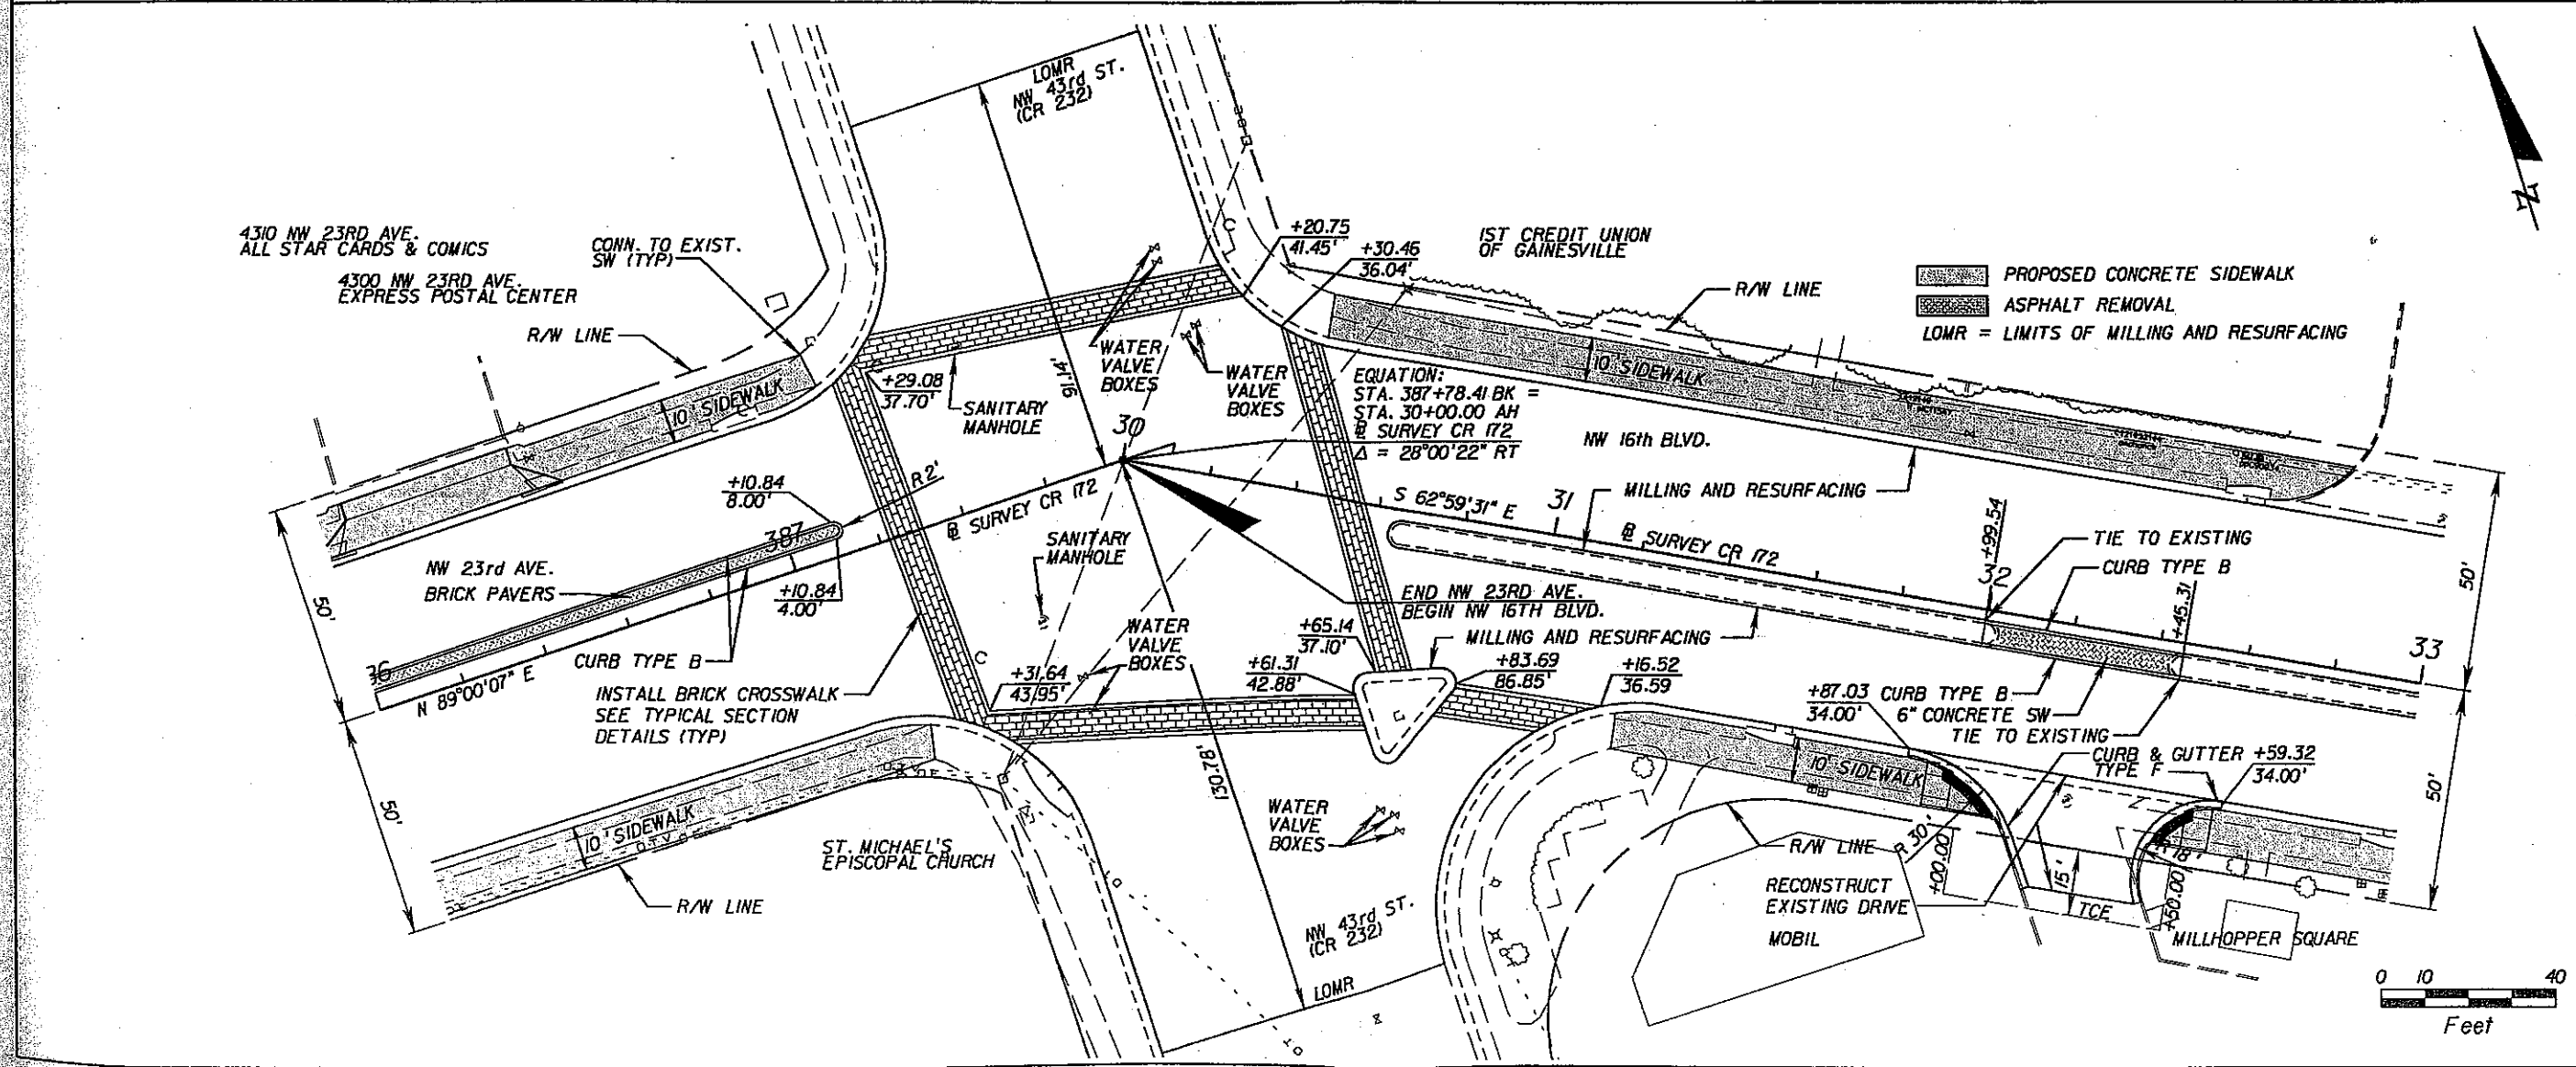 LOMR
NW 43rd ST.
(CR 232)
N
4310 NW 23RD AVE.
ALL STAR CARDS & COMICS
CONN. TO EXIST.
SW (TYP)
4300 NW 23RD AVE.
EXPRESS POSTAL CENTER
R/W LINE
10' SIDEWALK
+20.75
41.45'
+30.46
36.04'
1ST CREDIT UNION
OF GAINESVILLE
R/W LINE
PROPOSED CONCRETE SIDEWALK
ASPHALT REMOVAL
LOMR = LIMITS OF MILLING AND RESURFACING
+29.08
37.70'
SANITARY
MANHOLE
91.14'
WATER
VALVE
BOXES
WATER
VALVE
BOXES
EQUATION:
STA. 387+78.41 BK =
STA. 30+00.00 AH
℄ SURVEY CR 172
Δ = 28°00'22" RT
10' SIDEWALK
NW 16th BLVD.
30
+10.84
8.00'
R 2'
387
℄ SURVEY CR 172
S 62°59'31" E
31
MILLING AND RESURFACING
℄ SURVEY CR 172
+99.54
32
TIE TO EXISTING
CURB TYPE B
+45.31
50'
33
NW 23rd AVE.
BRICK PAVERS
+10.84
4.00'
SANITARY
MANHOLE
50'
36
N 89°00'07" E
CURB TYPE B
INSTALL BRICK CROSSWALK
SEE TYPICAL SECTION
DETAILS (TYP)
+31.64
43.95'
WATER
VALVE
BOXES
END NW 23RD AVE.
BEGIN NW 16TH BLVD.
+65.14
37.10'
MILLING AND RESURFACING
+61.31
42.88'
+83.69
86.85'
+16.52
36.59
+87.03
34.00'
CURB TYPE B
6" CONCRETE SW
TIE TO EXISTING
CURB & GUTTER
TYPE F
+59.32
34.00'
50'
50'
10' SIDEWALK
R/W LINE
ST. MICHAEL'S
EPISCOPAL CHURCH
130.78'
WATER
VALVE
BOXES
NW 43rd ST.
(CR 232)
LOMR
10' SIDEWALK
R/W LINE
R 30'
+00.00
15'
TCE
R 18'
+50.00
RECONSTRUCT
EXISTING DRIVE
MOBIL
MILLHOPPER SQUARE
0 10 40
Feet